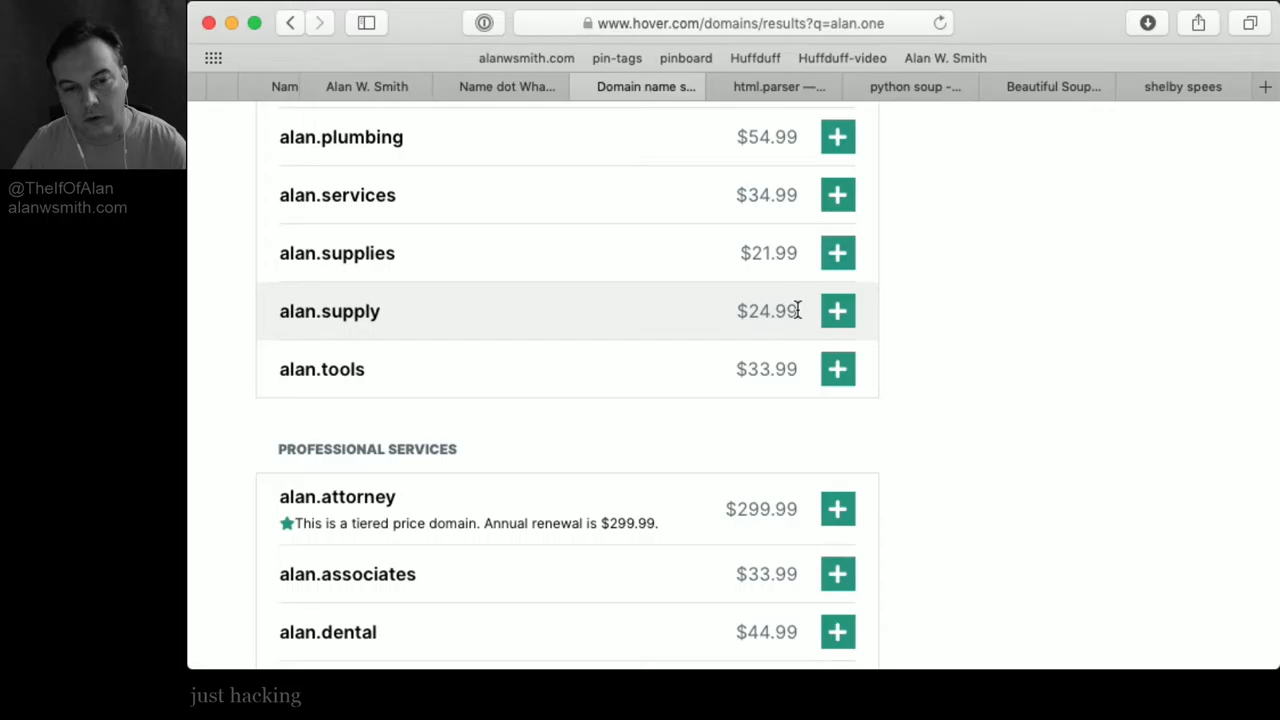 www.hover.com/domains/results?q=alan.one
alanwsmith.com pin-tags pinboard Huffduff Huffduff-video Alan W. Smith
Nam Alan W. Smith Name dot Wha... Domain name s... html.parser —... python soup -... Beautiful Soup... shelby spees
alan.plumbing $54.99
alan.services $34.99
alan.supplies $21.99
alan.supply $24.99
alan.tools $33.99
PROFESSIONAL SERVICES
alan.attorney $299.99
This is a tiered price domain. Annual renewal is $299.99.
alan.associates $33.99
alan.dental $44.99
@TheIfOfAlan
alanwsmith.com
just hacking